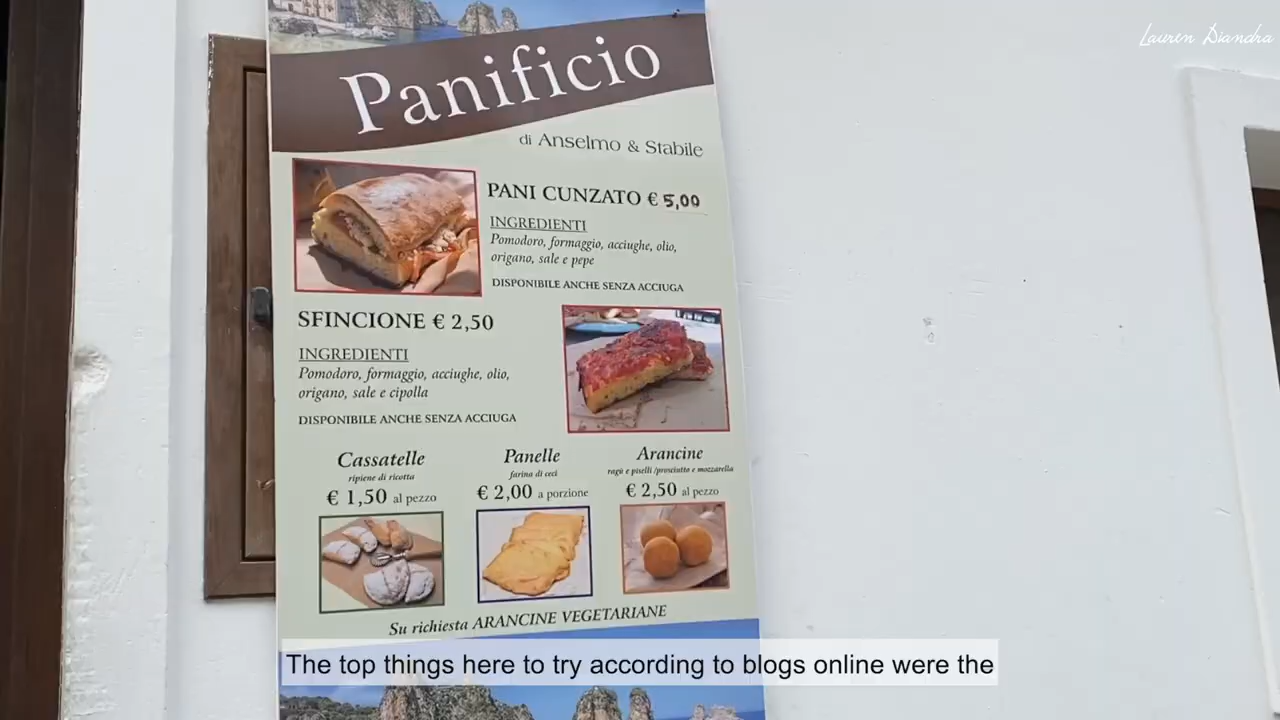 Lauren Diandra
Panificio
di Anselmo & Stabile
PANI CUNZATO € 5,00
INGREDIENTI
Pomodoro, formaggio, acciughe, olio,
origano, sale e pepe
DISPONIBILE ANCHE SENZA ACCIUGA
SFINCIONE € 2,50
INGREDIENTI
Pomodoro, formaggio, acciughe, olio,
origano, sale e cipolla
DISPONIBILE ANCHE SENZA ACCIUGA
Cassatelle
ripiene di ricotta
€ 1,50 al pezzo
Panelle
farina di ceci
€ 2,00 a porzione
Arancine
ragù e piselli /prosciutto e mozzarella
€ 2,50 al pezzo
Su richiesta ARANCINE VEGETARIANE
The top things here to try according to blogs online were the